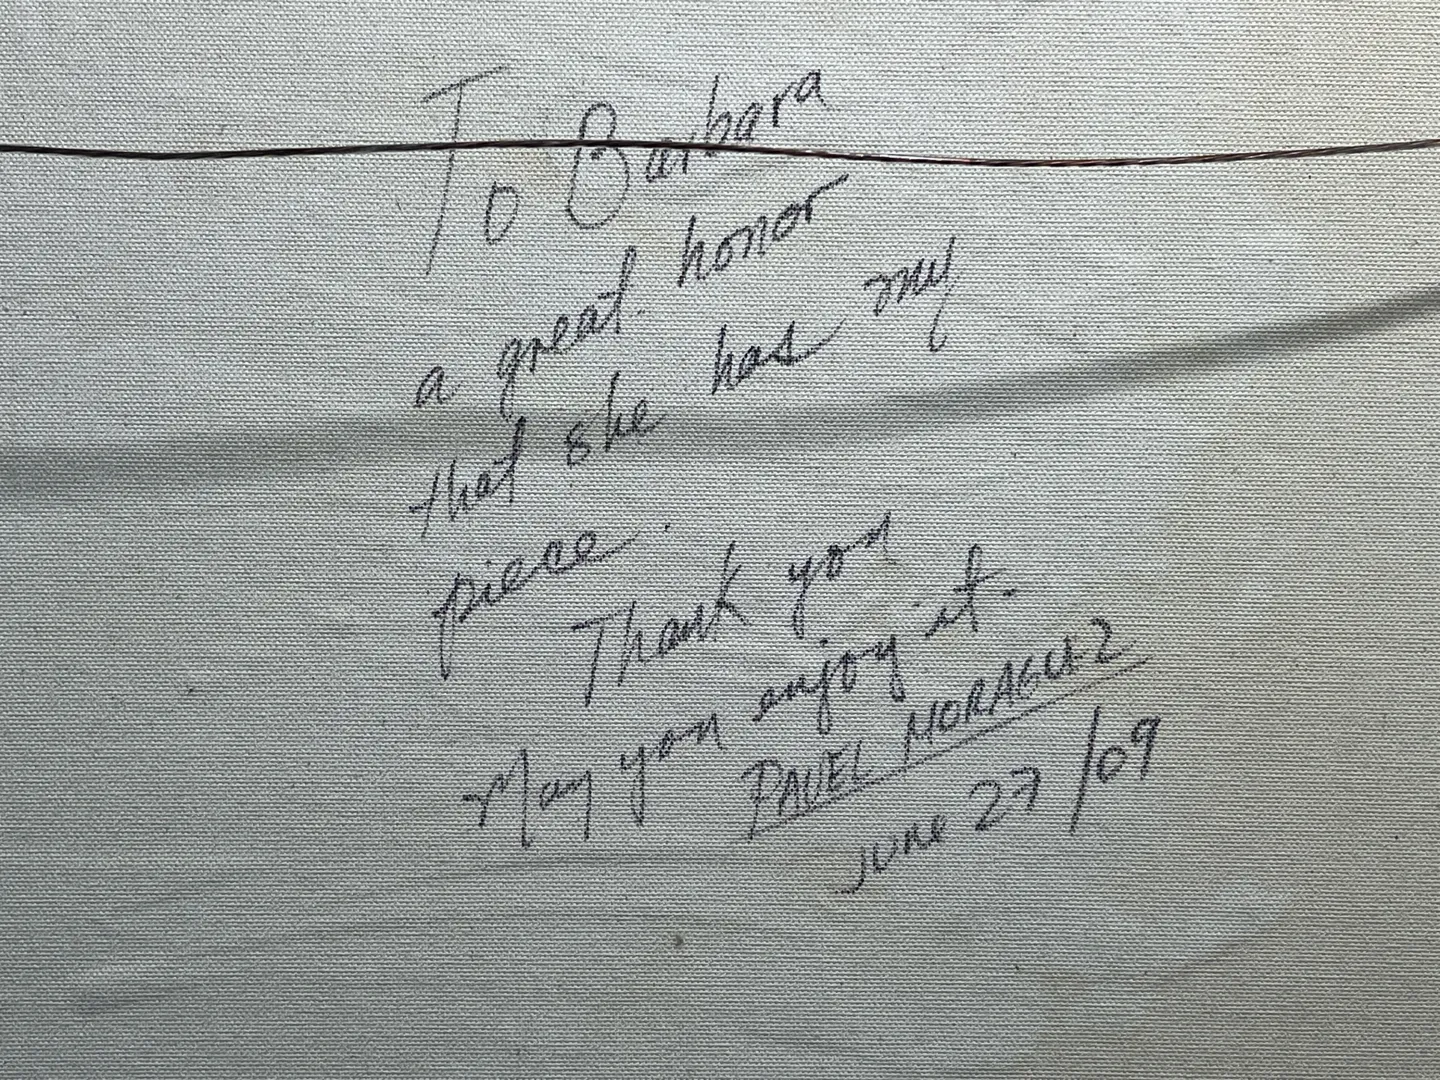 To Barbara
a great honor
that she has my
piece.
Thank you
May you enjoy it.
PAVEL MORAGUEZ
June 27/09